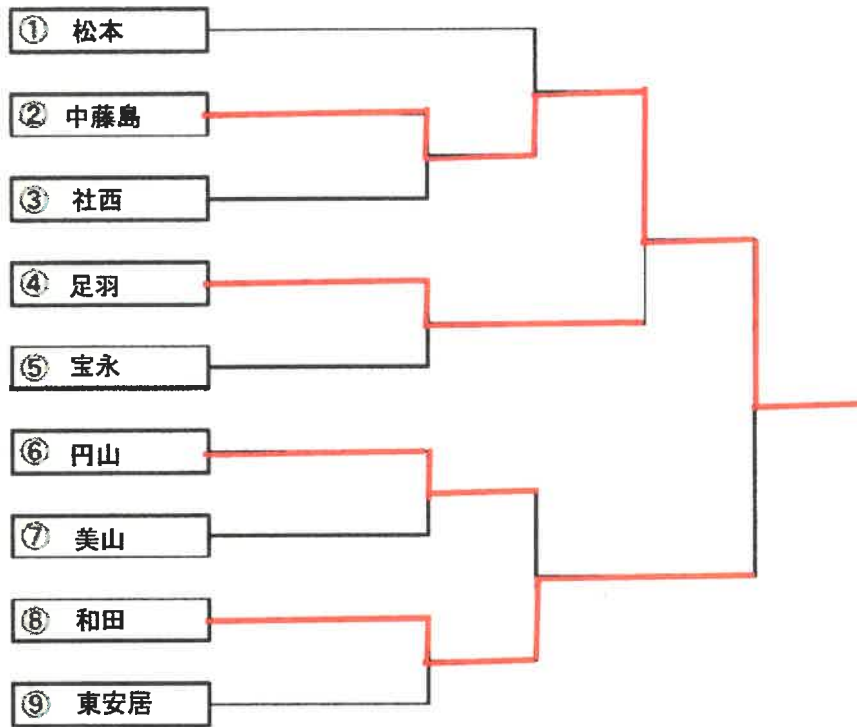 ① 松本
② 中藤島
③ 社西
④ 足羽
⑤ 宝永
⑥ 円山
⑦ 美山
⑧ 和田
⑨ 東安居